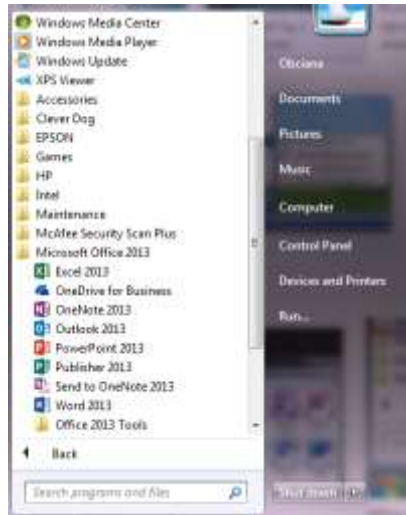 Windows Media Center
Windows Media Player
Windows Update
XPS Viewer
Accessories
Clever Dog
EPSON
Games
HP
Intel
Maintenance
McAfee Security Scan Plus
Microsoft Office 2013
Excel 2013
OneDrive for Business
OneNote 2013
Outlook 2013
PowerPoint 2013
Publisher 2013
Send to OneNote 2013
Word 2013
Office 2013 Tools
Back
Search programs and files
Documents
Pictures
Music
Computer
Control Panel
Devices and Printers
Run...
Shut down